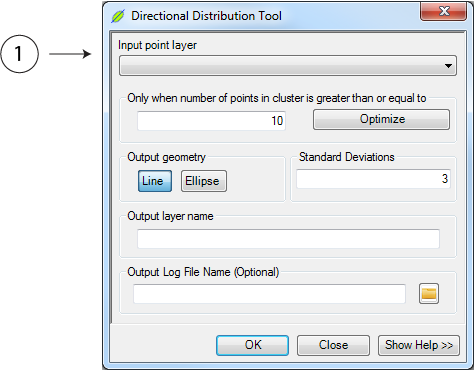 Directional Distribution Tool
1
Input point layer
Only when number of points in cluster is greater than or equal to
10
Optimize
Output geometry
Standard Deviations
Line
Ellipse
3
Output layer name
Output Log File Name (Optional)
OK
Close
Show Help >>